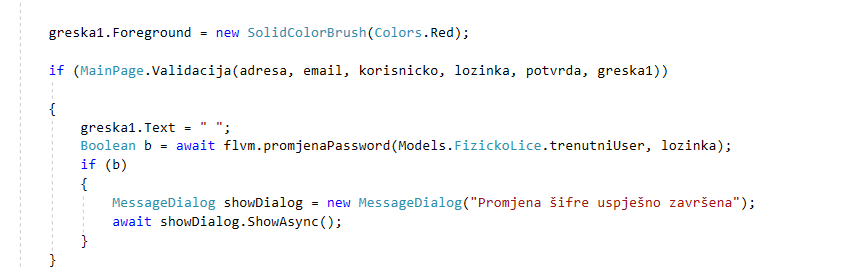 greska1.Foreground = new SolidColorBrush(Colors.Red);
if (MainPage.Validacija(adresa, email, korisnicko, lozinka, potvrda, greska1))
{
greska1.Text = " ";
Boolean b = await flvm.promjenaPassword(Models.FizickoLice.trenutniUser, lozinka);
if (b)
{
MessageDialog showDialog = new MessageDialog("Promjena šifre uspješno završena");
await showDialog.ShowAsync();
}
}